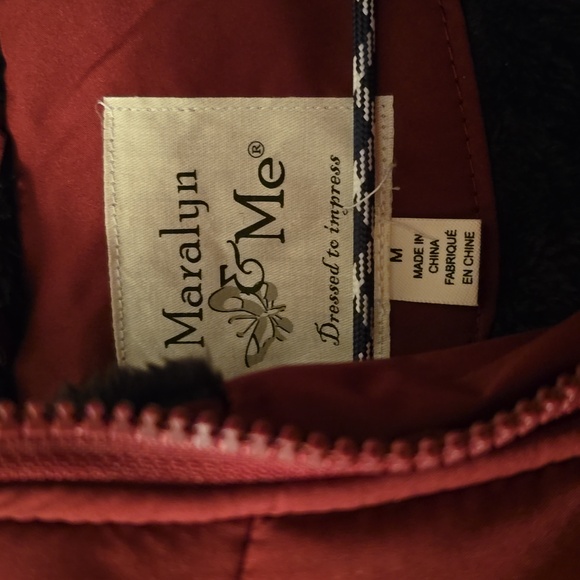 Maralyn
& Me®
Dressed to impress
M
MADE IN
CHINA
FABRIQUÉ
EN CHINE